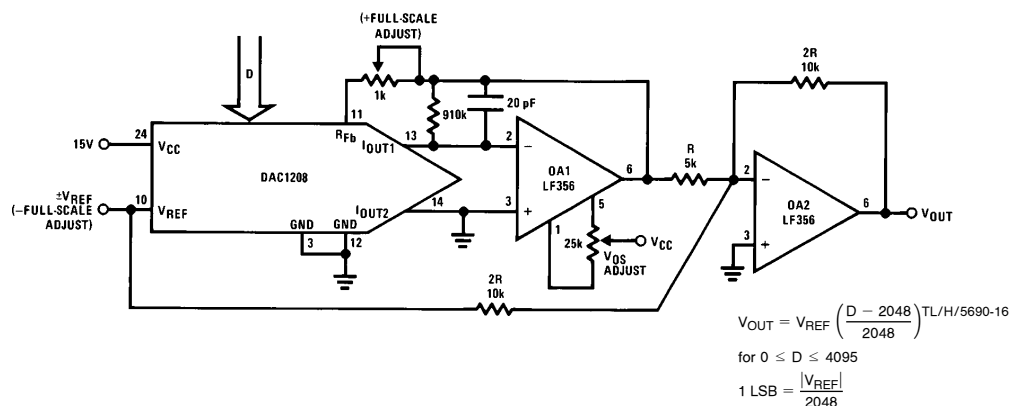 (+FULL-SCALE
ADJUST)
D
1k
11
20 pF
910k
2R
10k
24
15V
VCC
RFb
13
IOUT1
2
−
DAC1208
OA1
LF356
6
R
5k
2
−
±VREF
(−FULL-SCALE
ADJUST)
10
VREF
IOUT2
14
3
+
5
1
OA2
LF356
6
VOUT
GND
GND
3
12
25k
VCC
VOS
ADJUST
3
+
2R
10k
VOUT = VREF (D − 2048 / 2048) TL/H/5690-16
for 0 ≤ D ≤ 4095
1 LSB = |VREF| / 2048